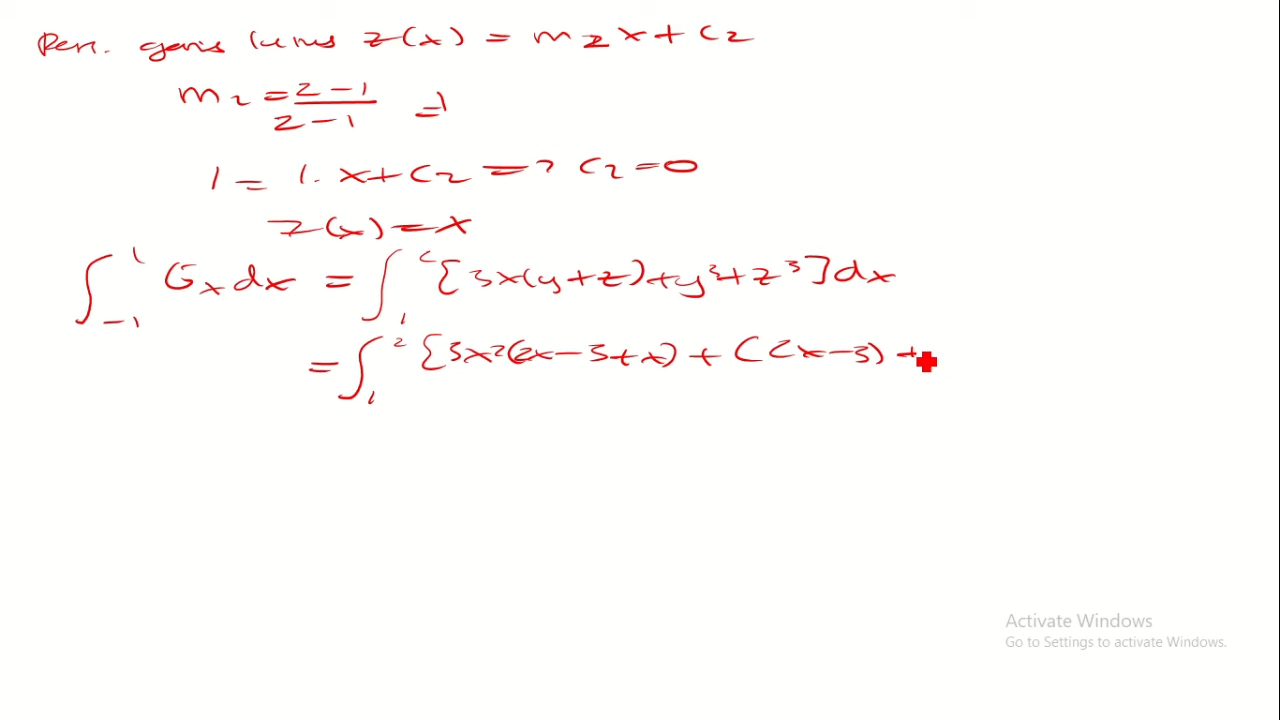 Pers. garis lurus z(x) = m₂x + c₂
m₂ = (2 - 1)/(2 - 1) = 1
1 = 1. x + c₂ => c₂ = 0
z(x) = x
∫₋₁¹ Gₓ dx = ∫₁² {3x(y+z) + y³ + z³} dx
= ∫₁² {3x²(2x - 3 + x) + (2x - 3) +
Activate Windows
Go to Settings to activate Windows.